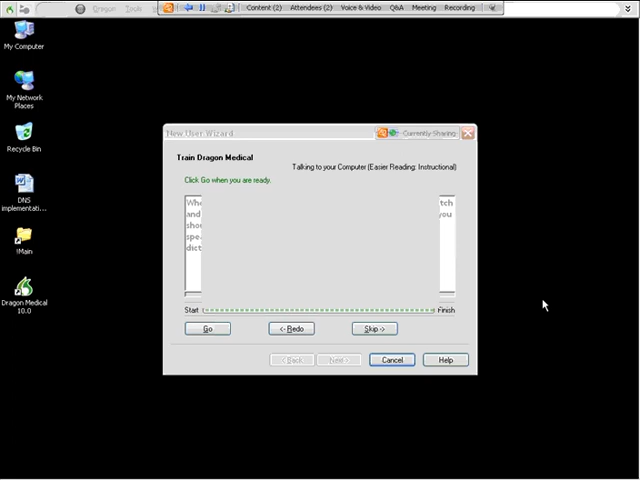 Dragon Tools
Content (2) Attendees (2) Voice & Video Q&A Meeting Recording
My Computer
My Network
Places
Recycle Bin
DNS
implementati...
!Main
Dragon Medical
10.0
New User Wizard
Currently Sharing
Train Dragon Medical
Talking to your Computer (Easier Reading: Instructional)
Click Go when you are ready.
tch
and you
sho
spe
dict
Start Finish
Go <- Redo Skip ->
< Back Next > Cancel Help